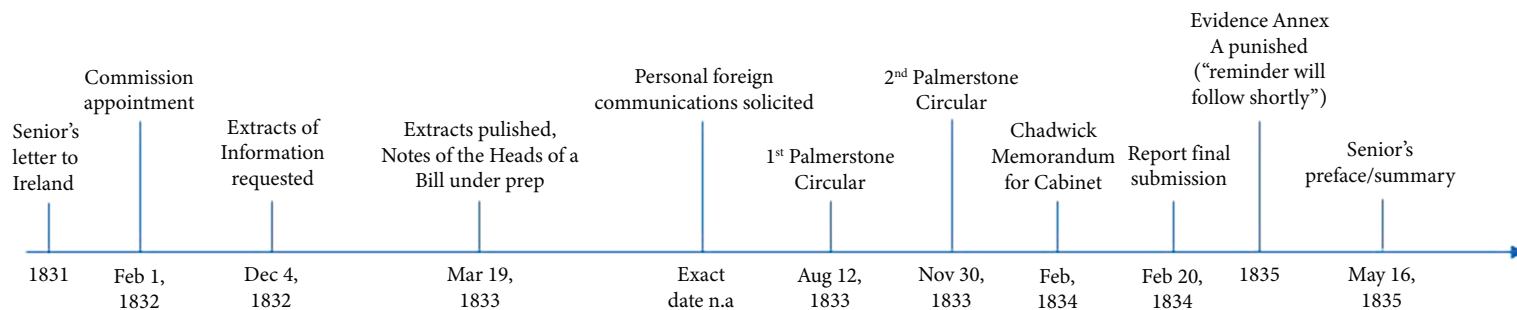 Senior's
letter to
Ireland
1831
Commission
appointment
Feb 1,
1832
Extracts of
Information
requested
Dec 4,
1832
Extracts pulished,
Notes of the Heads of a
Bill under prep
Mar 19,
1833
Personal foreign
communications solicited
Exact
date n.a
1st Palmerstone
Circular
Aug 12,
1833
2nd Palmerstone
Circular
Nov 30,
1833
Chadwick
Memorandum
for Cabinet
Feb,
1834
Report final
submission
Feb 20,
1834
Evidence Annex
A punished
("reminder will
follow shortly")
1835
Senior's
preface/summary
May 16,
1835